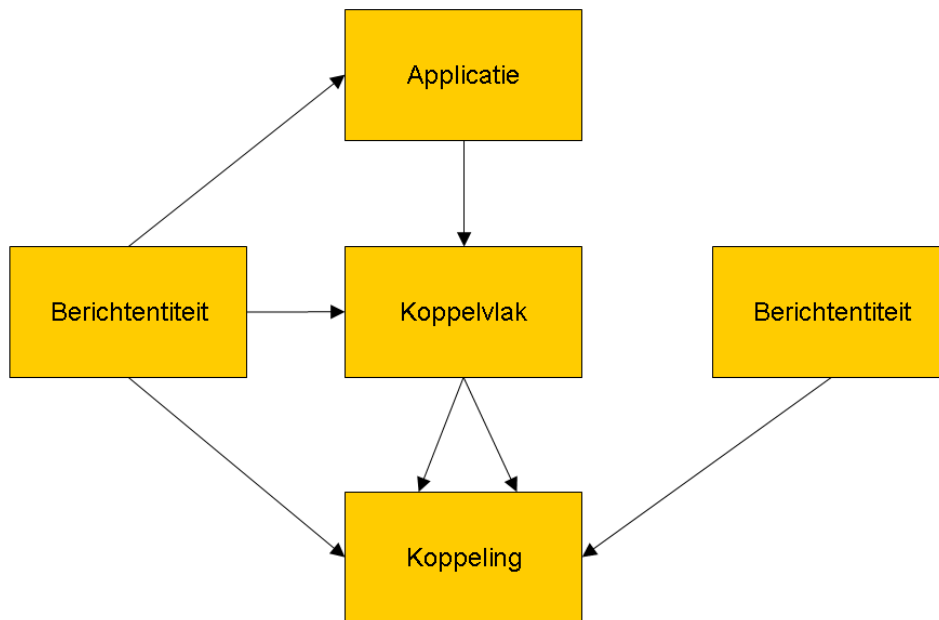 Applicatie
Berichtentiteit
Koppelvlak
Berichtentiteit
Koppeling